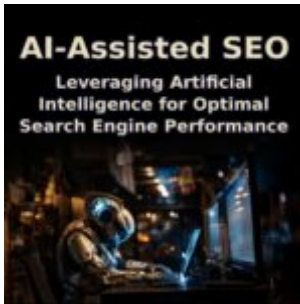 AI-Assisted SEO
Leveraging Artificial
Intelligence for Optimal
Search Engine Performance